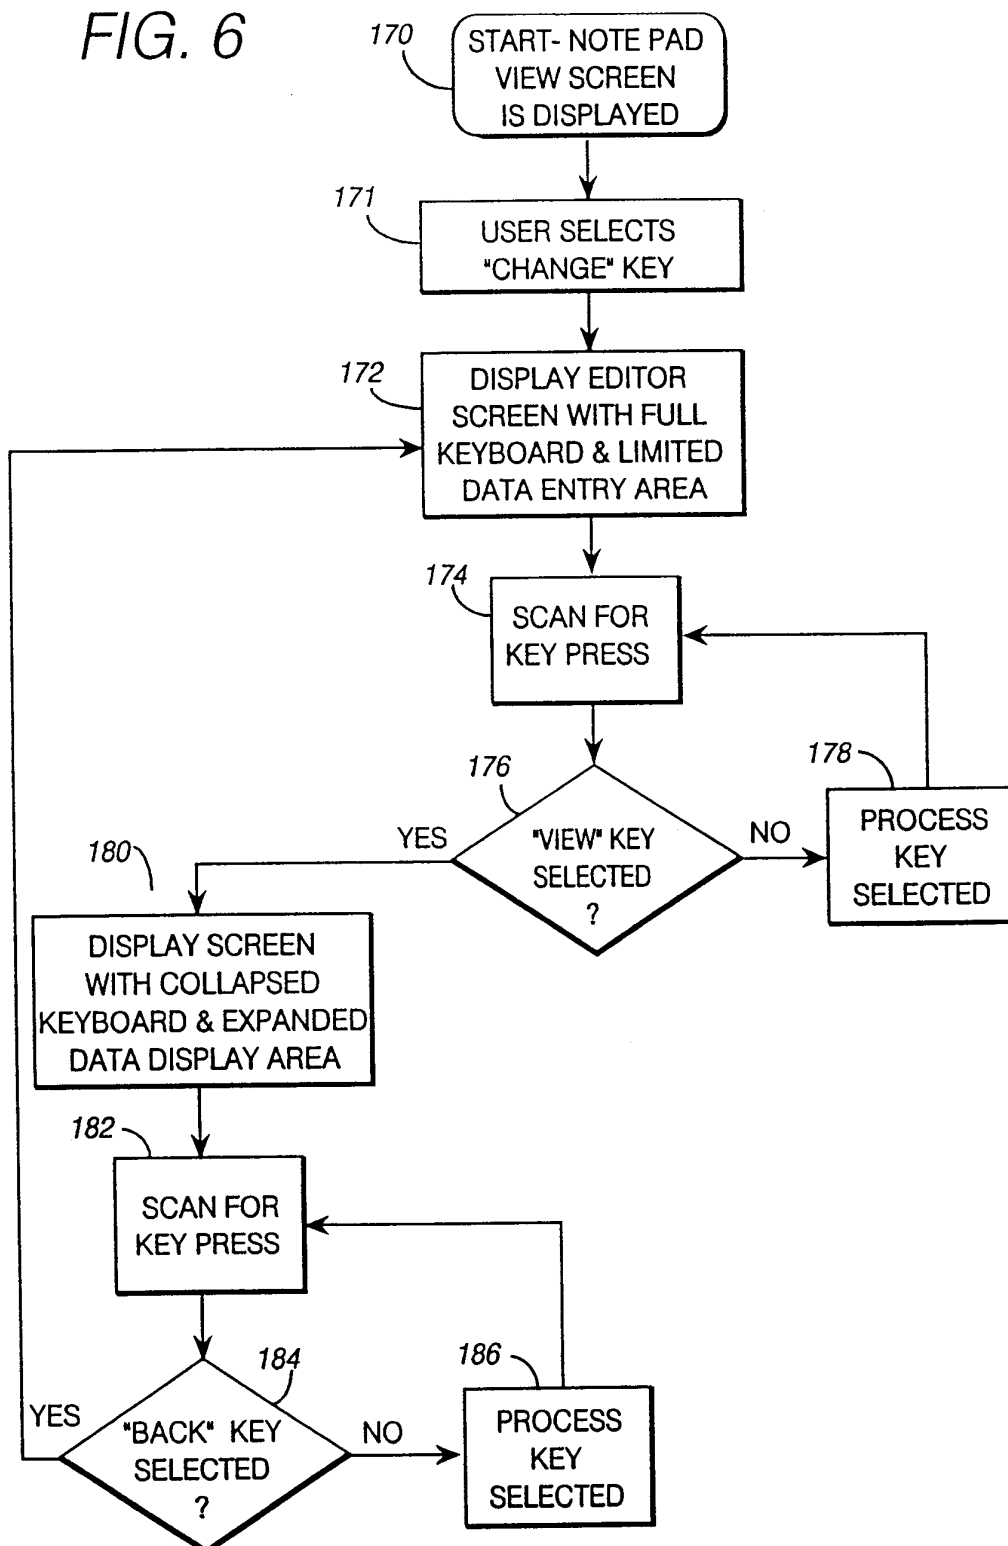 FIG. 6
170
START- NOTE PAD
VIEW SCREEN
IS DISPLAYED
171
USER SELECTS
"CHANGE" KEY
172
DISPLAY EDITOR
SCREEN WITH FULL
KEYBOARD & LIMITED
DATA ENTRY AREA
174
SCAN FOR
KEY PRESS
176
"VIEW" KEY
SELECTED
?
YES
NO
178
PROCESS
KEY
SELECTED
180
DISPLAY SCREEN
WITH COLLAPSED
KEYBOARD & EXPANDED
DATA DISPLAY AREA
182
SCAN FOR
KEY PRESS
184
"BACK" KEY
SELECTED
?
YES
NO
186
PROCESS
KEY
SELECTED